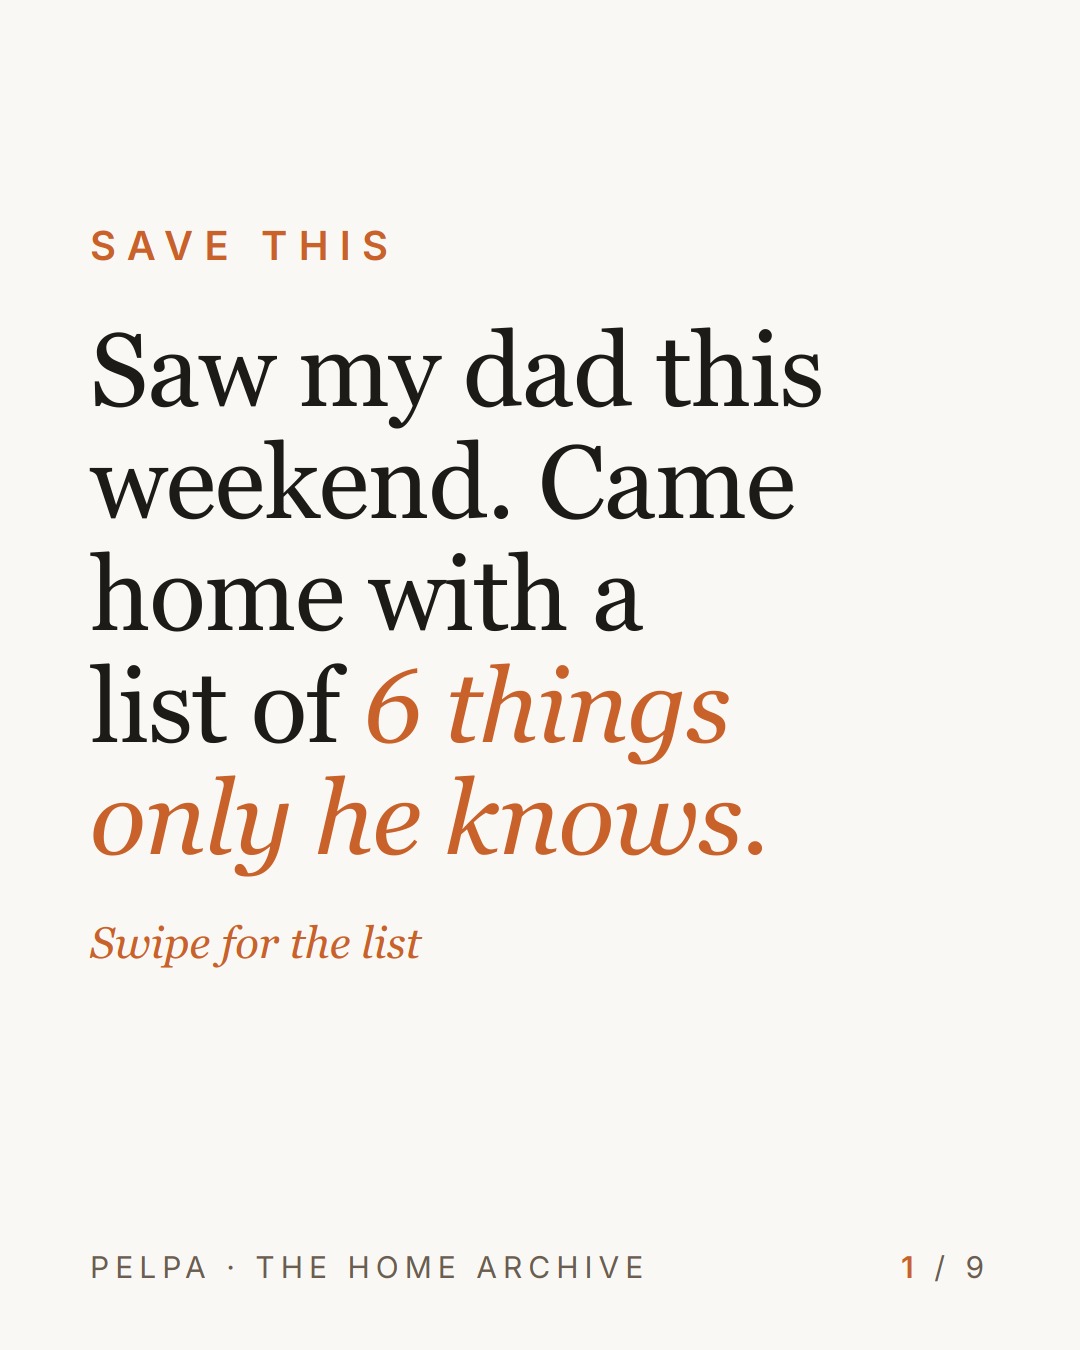 SAVE THIS
Saw my dad this
weekend. Came
home with a
list of 6 things
only he knows.
Swipe for the list
PELPA · THE HOME ARCHIVE
1 / 9